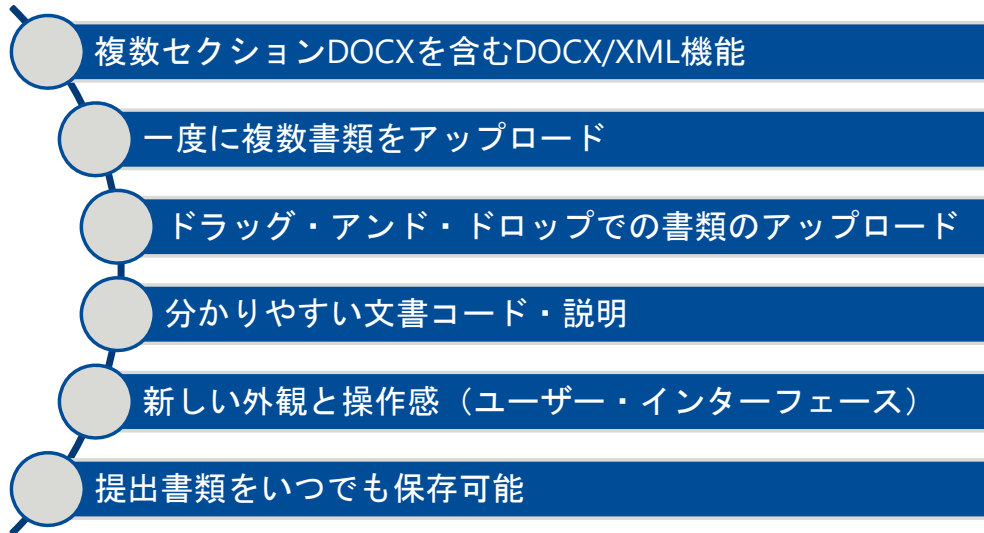 複数セクションDOCXを含むDOCX/XML機能
一度に複数書類をアップロード
ドラッグ・アンド・ドロップでの書類のアップロード
分かりやすい文書コード・説明
新しい外観と操作感（ユーザー・インターフェース）
提出書類をいつでも保存可能